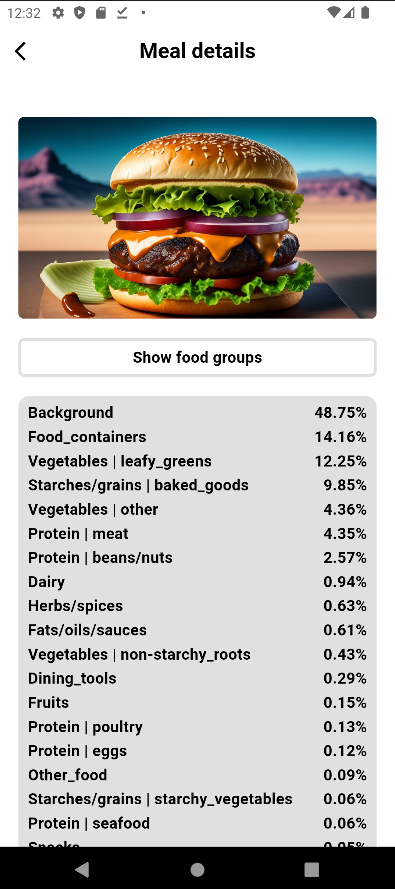 12:32
Meal details
Show food groups
Background 48.75%
Food_containers 14.16%
Vegetables | leafy_greens 12.25%
Starches/grains | baked_goods 9.85%
Vegetables | other 4.36%
Protein | meat 4.35%
Protein | beans/nuts 2.57%
Dairy 0.94%
Herbs/spices 0.63%
Fats/oils/sauces 0.61%
Vegetables | non-starchy_roots 0.43%
Dining_tools 0.29%
Fruits 0.15%
Protein | poultry 0.13%
Protein | eggs 0.12%
Other_food 0.09%
Starches/grains | starchy_vegetables 0.06%
Protein | seafood 0.06%
Snacks 0.05%